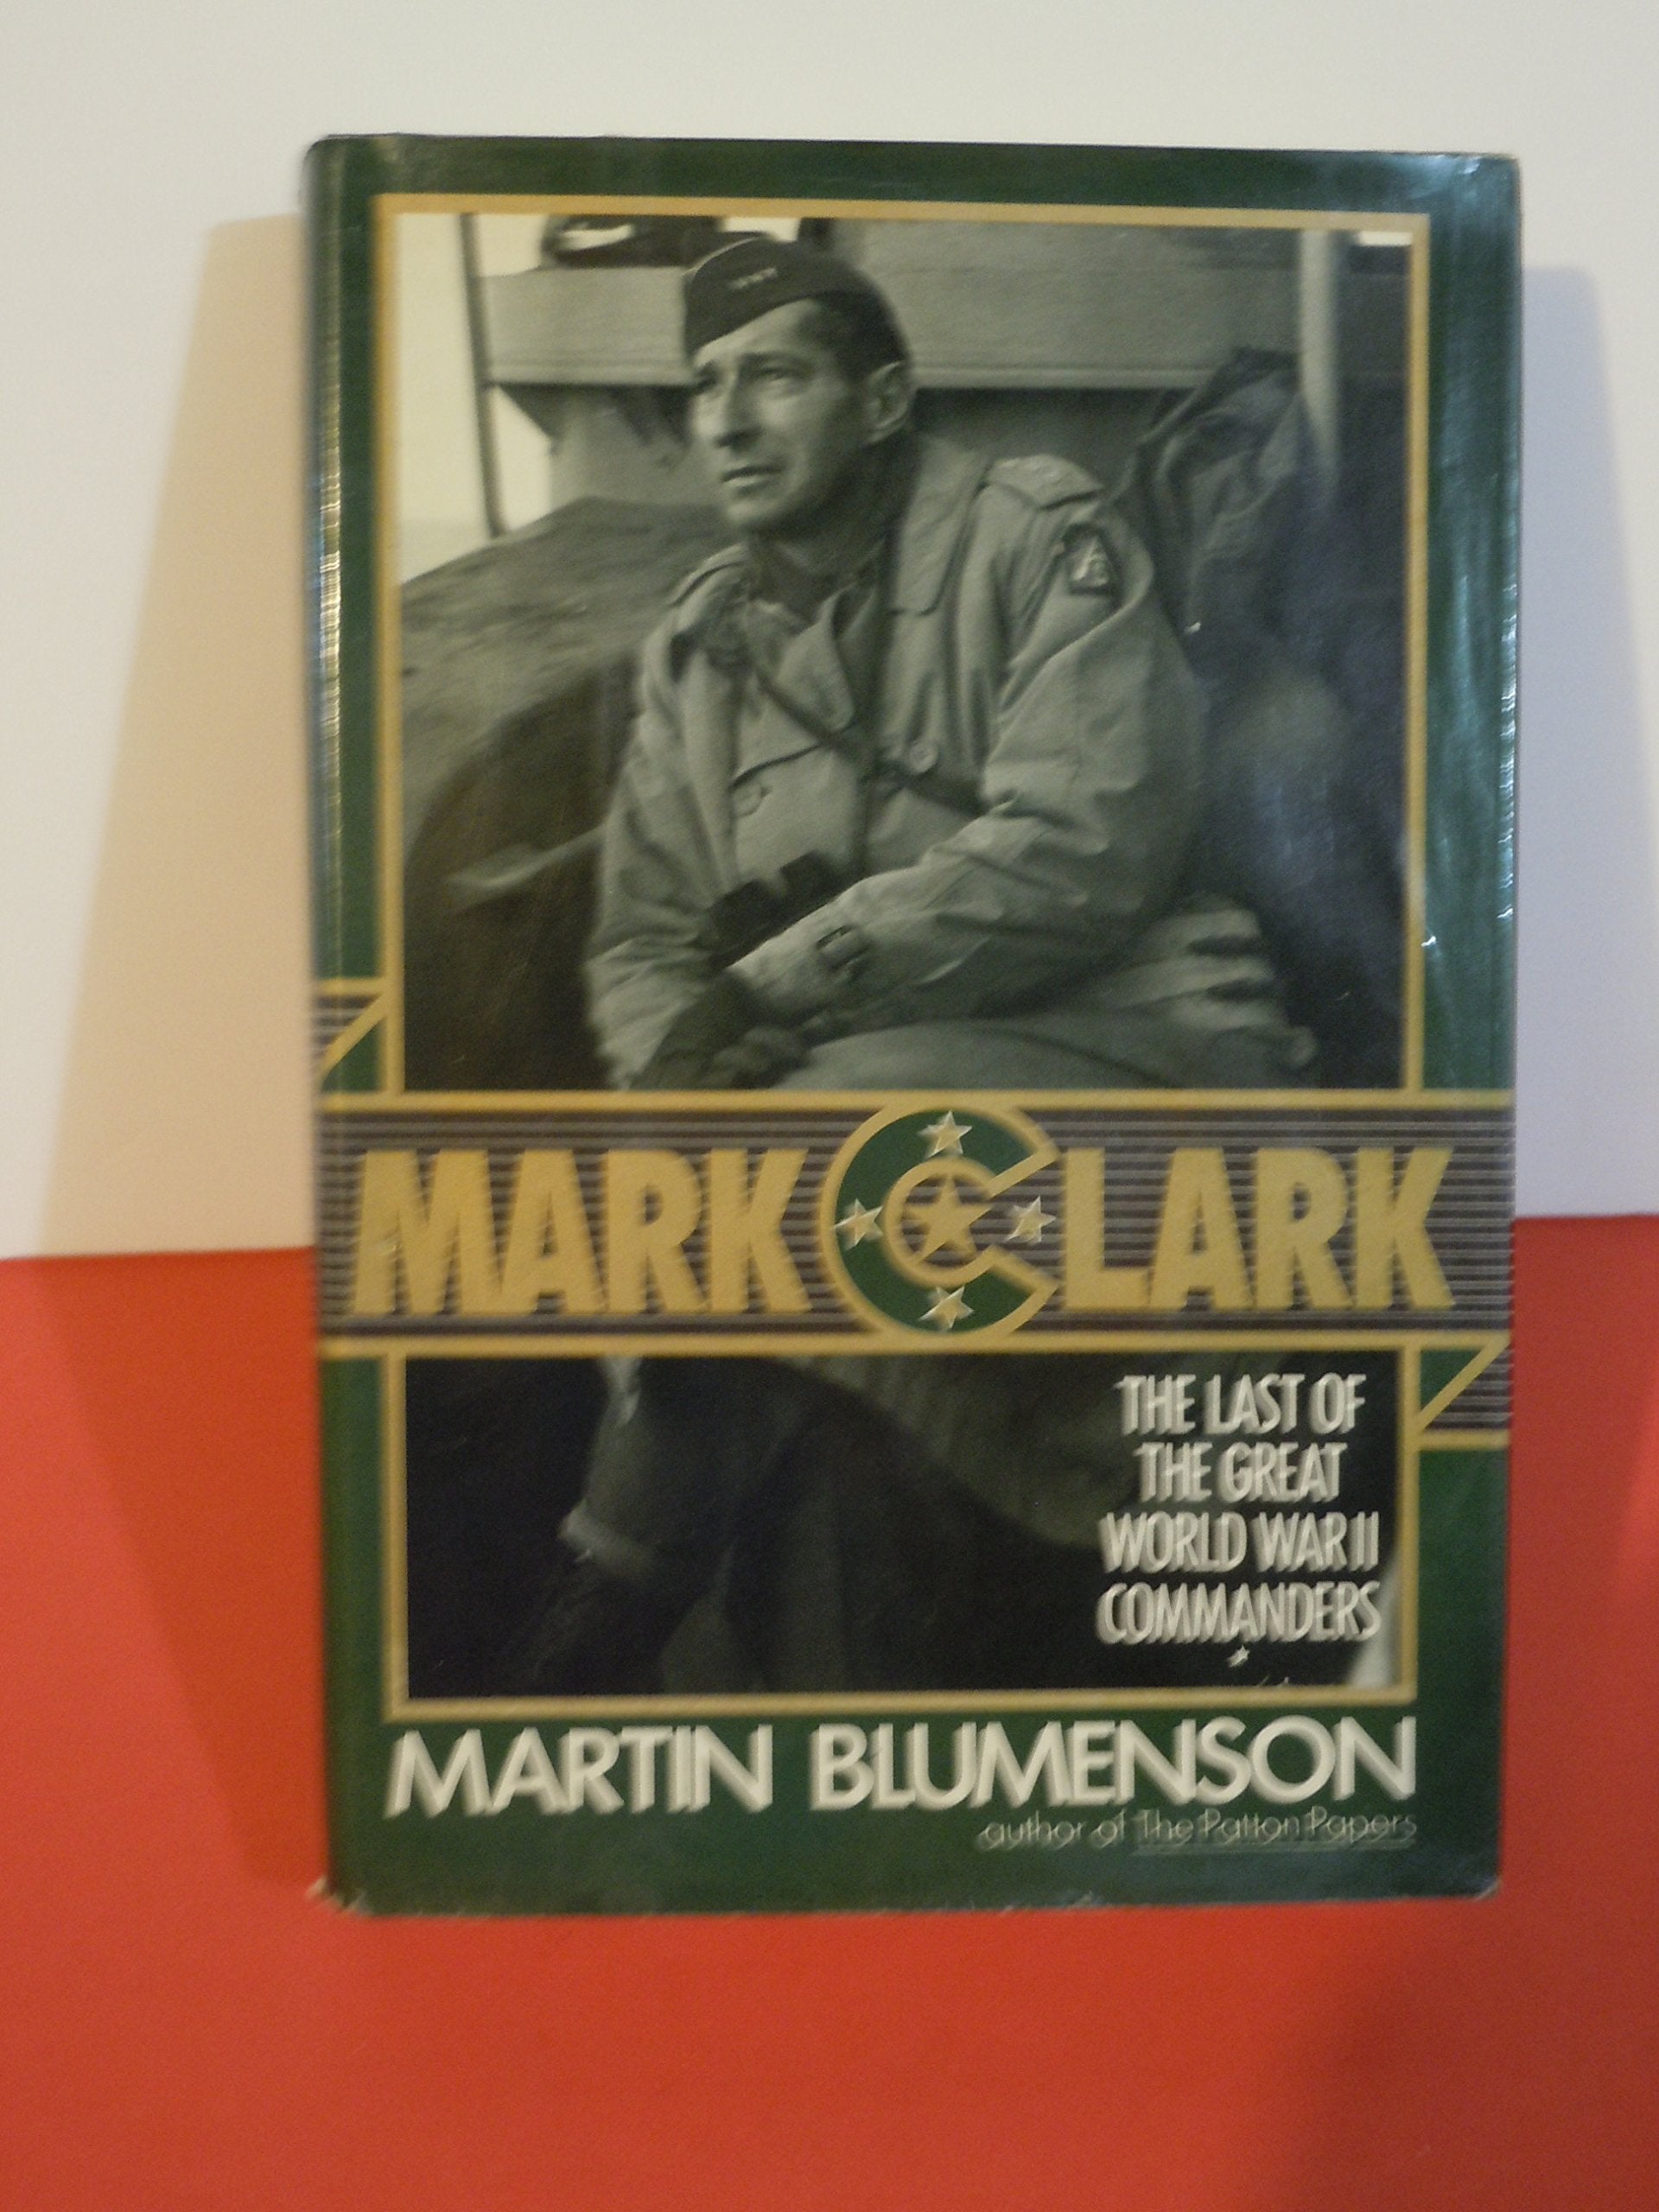 MARK CLARK
THE LAST OF
THE GREAT
WORLD WAR II
COMMANDERS
MARTIN BLUMENSON
author of The Patton Papers